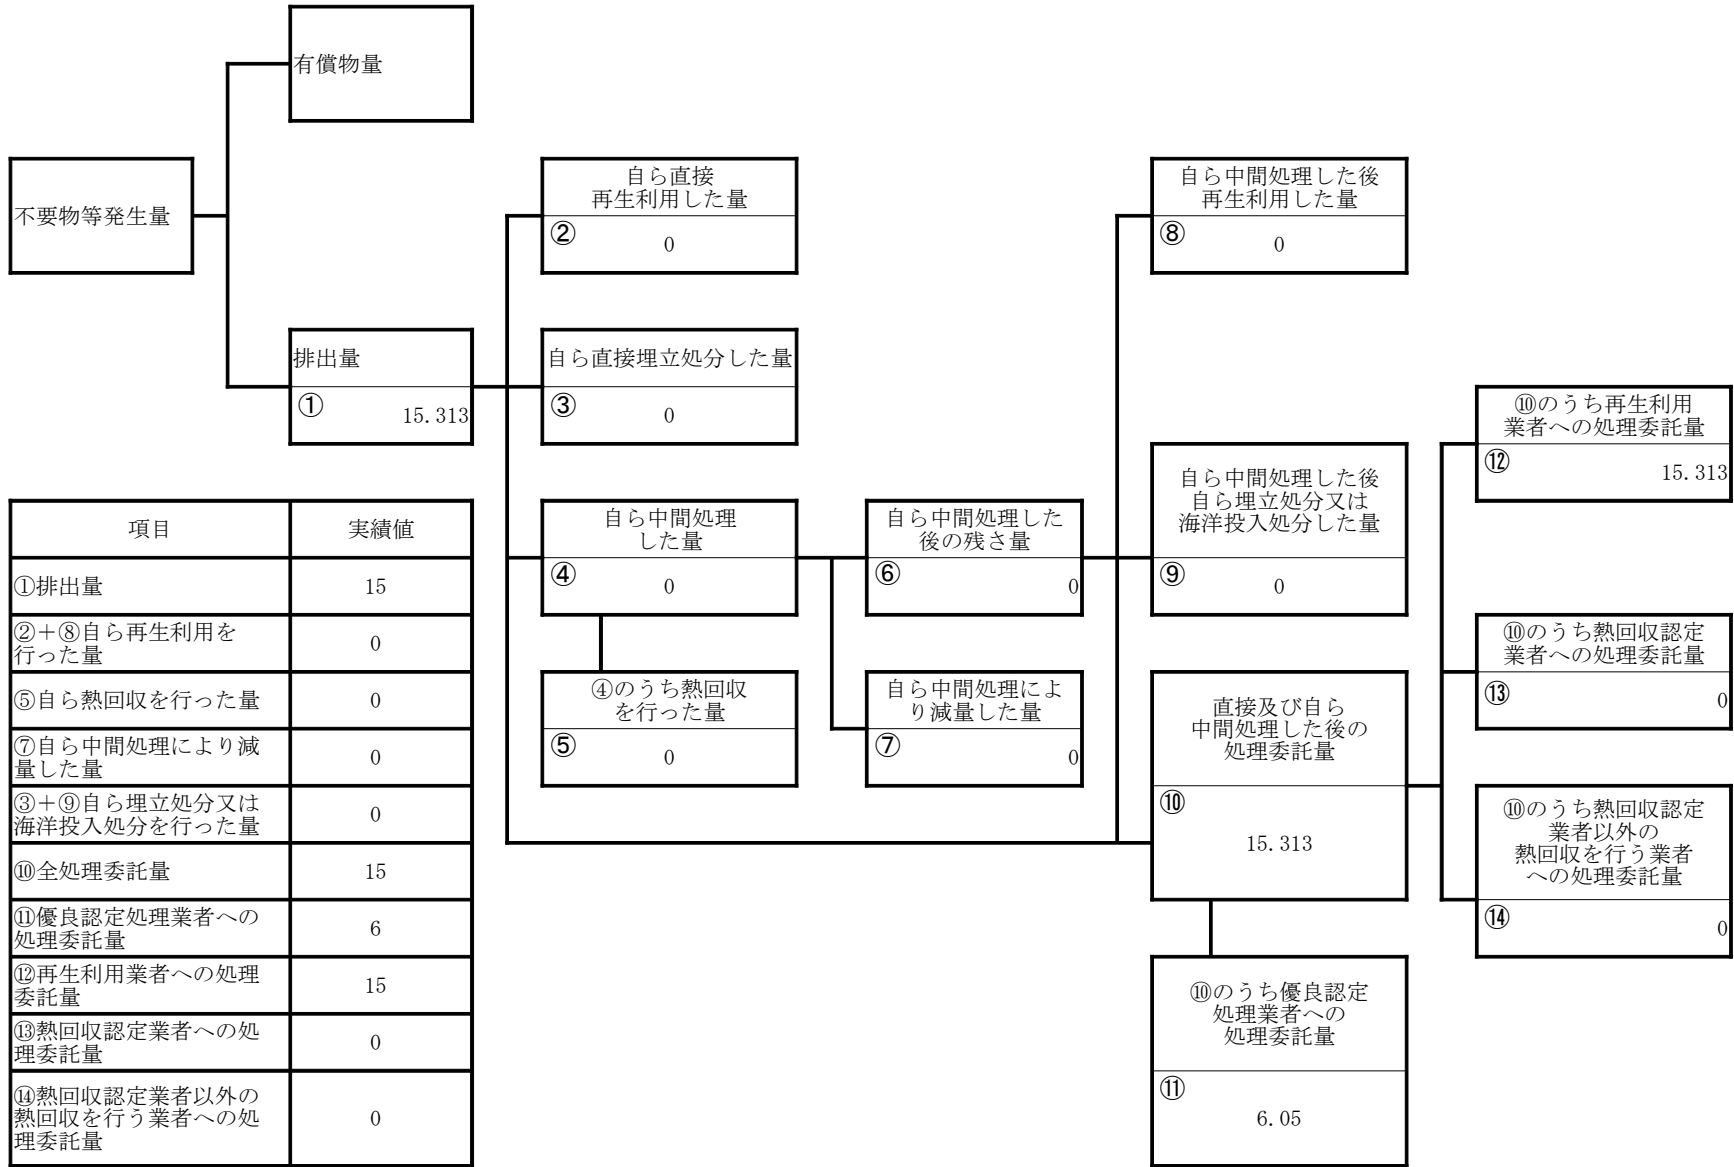 有償物量
不要物等発生量
自ら直接
再生利用した量
②
0
自ら中間処理した後
再生利用した量
⑧
0
排出量
①
15.313
自ら直接埋立処分した量
③
0
⑩のうち再生利用
業者への処理委託量
⑫
15.313
自ら中間処理
した量
④
0
自ら中間処理した
後の残さ量
⑥
0
自ら中間処理した後
自ら埋立処分又は
海洋投入処分した量
⑨
0
⑩のうち熱回収認定
業者への処理委託量
⑬
0
④のうち熱回収
を行った量
⑤
0
自ら中間処理によ
り減量した量
⑦
0
直接及び自ら
中間処理した後の
処理委託量
⑩
15.313
⑩のうち熱回収認定
業者以外の
熱回収を行う業者
への処理委託量
⑭
0
⑩のうち優良認定
処理業者への
処理委託量
⑪
6.05
項目
実績値
①排出量
15
②+⑧自ら再生利用を
行った量
0
⑤自ら熱回収を行った量
0
⑦自ら中間処理により減
量した量
0
③+⑨自ら埋立処分又は
海洋投入処分を行った量
0
⑩全処理委託量
15
⑪優良認定処理業者への
処理委託量
6
⑫再生利用業者への処理
委託量
15
⑬熱回収認定業者への処
理委託量
0
⑭熱回収認定業者以外の
熱回収を行う業者への処
理委託量
0